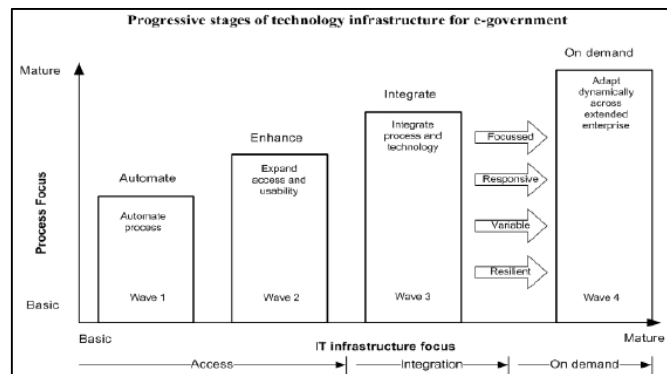 Progressive stages of technology infrastructure for e-government
On demand
Mature
Adapt
dynamically
across
extended
enterprise
Integrate
Integrate
process and
technology
Focussed
Enhance
Expand
access and
usability
Responsive
Automate
Automate
process
Variable
Process Focus
Resilient
Basic
Wave 1
Wave 2
Wave 3
Wave 4
Basic
IT infrastructure focus
Mature
Access
Integration
On demand